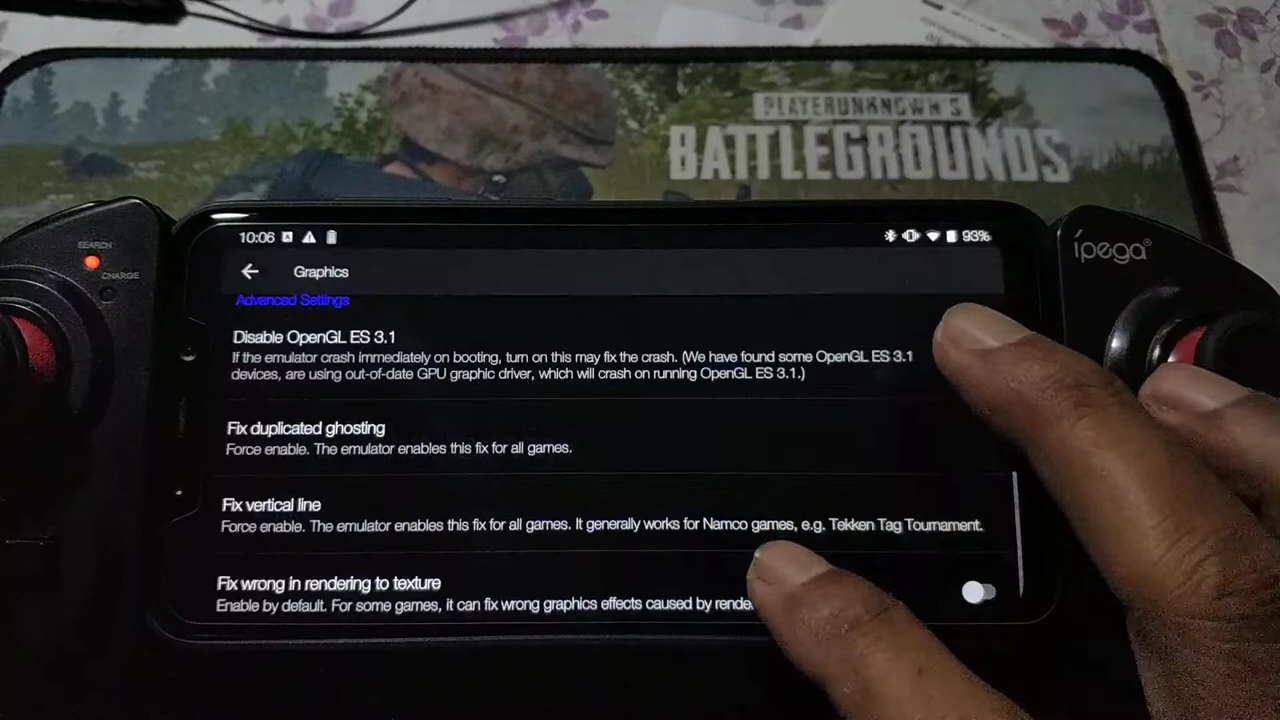 PLAYERUNKNOWN'S
BATTLEGROUNDS
SEARCH
CHARGE
ípega®
10:06
93%
Graphics
Advanced Settings
Disable OpenGL ES 3.1
If the emulator crash immediately on booting, turn on this may fix the crash. (We have found some OpenGL ES 3.1
devices, are using out-of-date GPU graphic driver, which will crash on running OpenGL ES 3.1.)
Fix duplicated ghosting
Force enable. The emulator enables this fix for all games.
Fix vertical line
Force enable. The emulator enables this fix for all games. It generally works for Namco games, e.g. Tekken Tag Tournament.
Fix wrong in rendering to texture
Enable by default. For some games, it can fix wrong graphics effects caused by rende